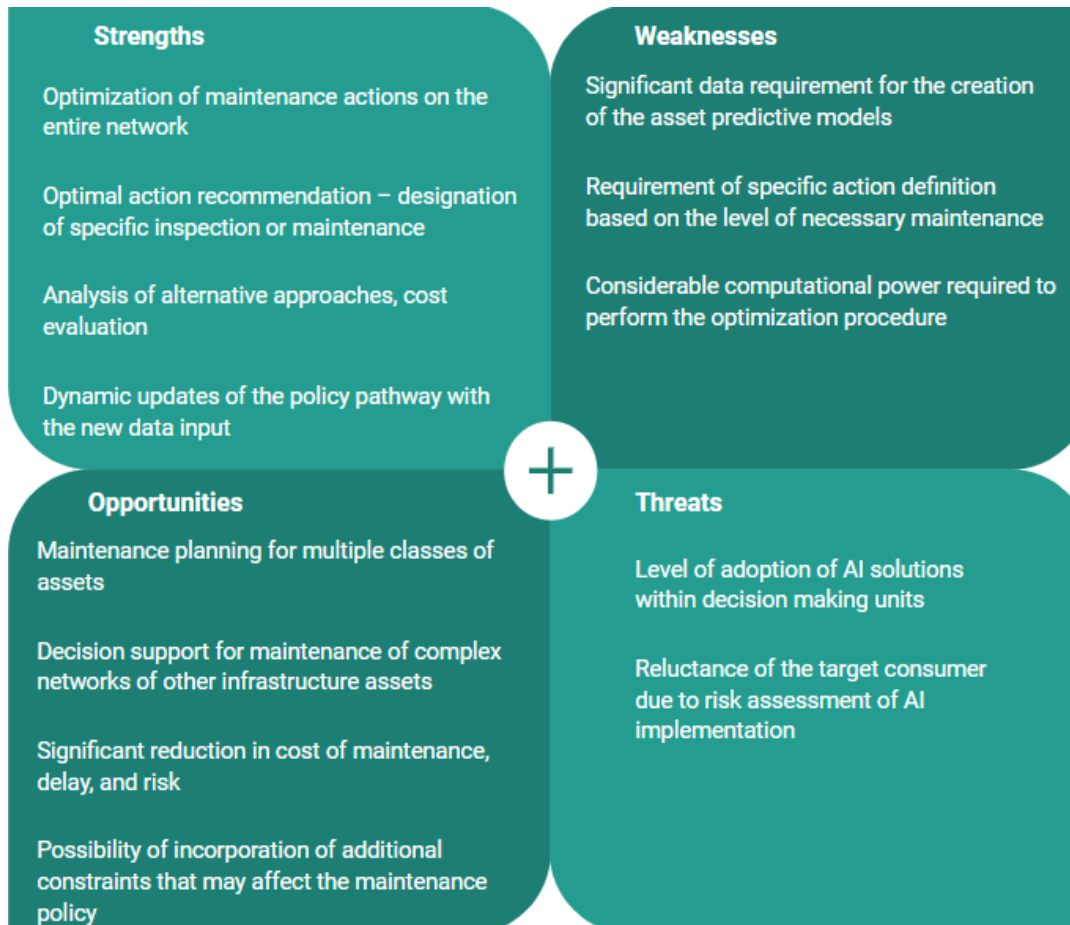 Strengths
Optimization of maintenance actions on the
entire network
Optimal action recommendation – designation
of specific inspection or maintenance
Analysis of alternative approaches, cost
evaluation
Dynamic updates of the policy pathway with
the new data input
Weaknesses
Significant data requirement for the creation
of the asset predictive models
Requirement of specific action definition
based on the level of necessary maintenance
Considerable computational power required to
perform the optimization procedure
Opportunities
Maintenance planning for multiple classes of
assets
Decision support for maintenance of complex
networks of other infrastructure assets
Significant reduction in cost of maintenance,
delay, and risk
Possibility of incorporation of additional
constraints that may affect the maintenance
policy
Threats
Level of adoption of AI solutions
within decision making units
Reluctance of the target consumer
due to risk assessment of AI
implementation